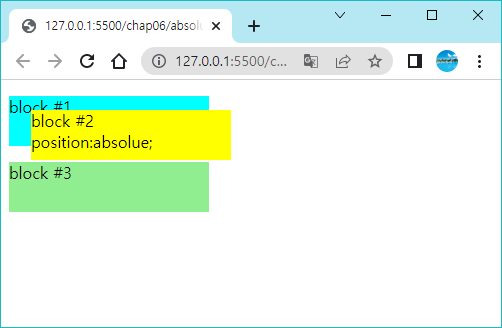 127.0.0.1:5500/chap06/absolu
127.0.0.1:5500/c...
block #1
block #2
position:absolue;
block #3